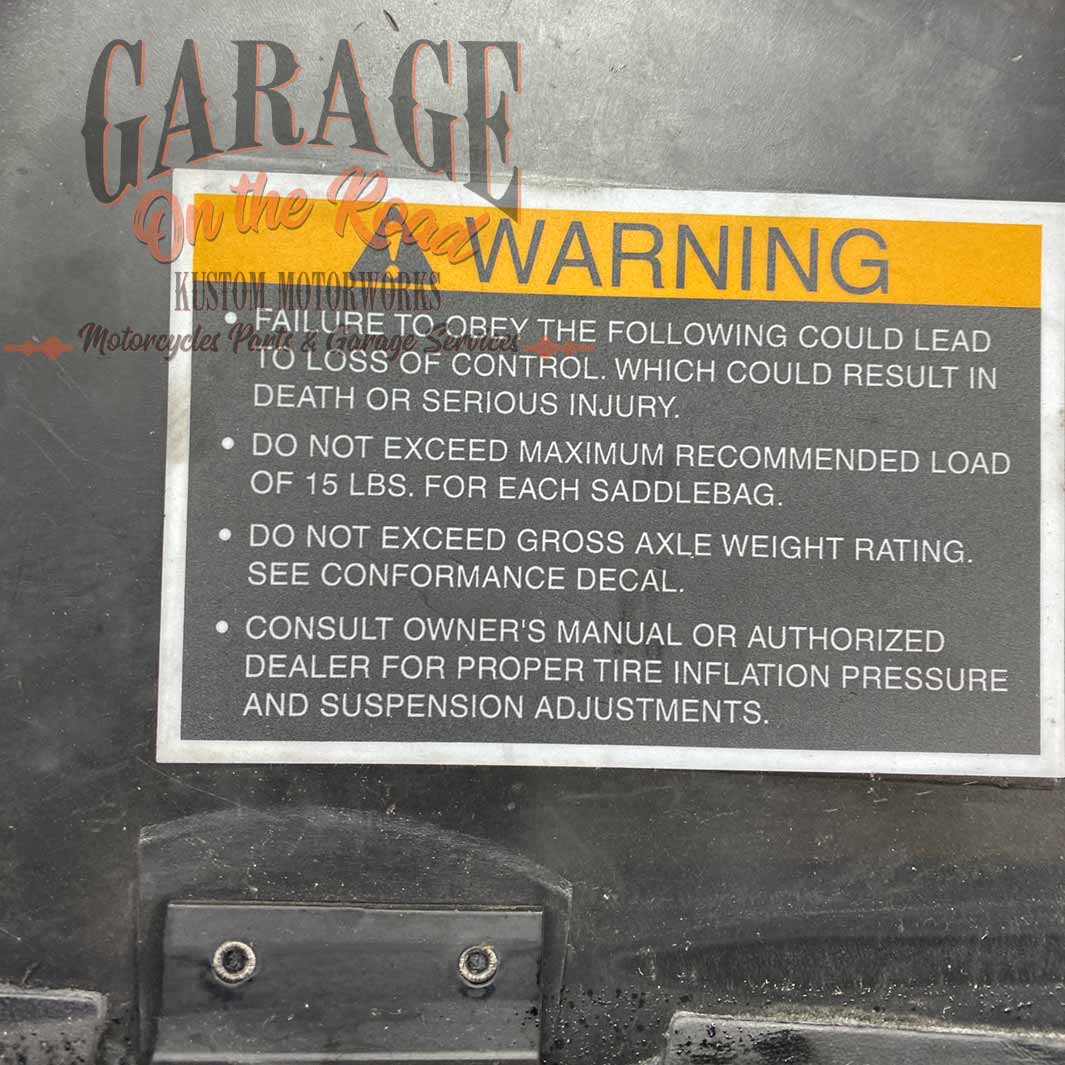 GARAGE
On the Road
KUSTOM MOTORWORKS
Motorcycles Parts & Garage Services
WARNING
• FAILURE TO OBEY THE FOLLOWING COULD LEAD
TO LOSS OF CONTROL. WHICH COULD RESULT IN
DEATH OR SERIOUS INJURY.
• DO NOT EXCEED MAXIMUM RECOMMENDED LOAD
OF 15 LBS. FOR EACH SADDLEBAG.
• DO NOT EXCEED GROSS AXLE WEIGHT RATING.
SEE CONFORMANCE DECAL.
• CONSULT OWNER'S MANUAL OR AUTHORIZED
DEALER FOR PROPER TIRE INFLATION PRESSURE
AND SUSPENSION ADJUSTMENTS.